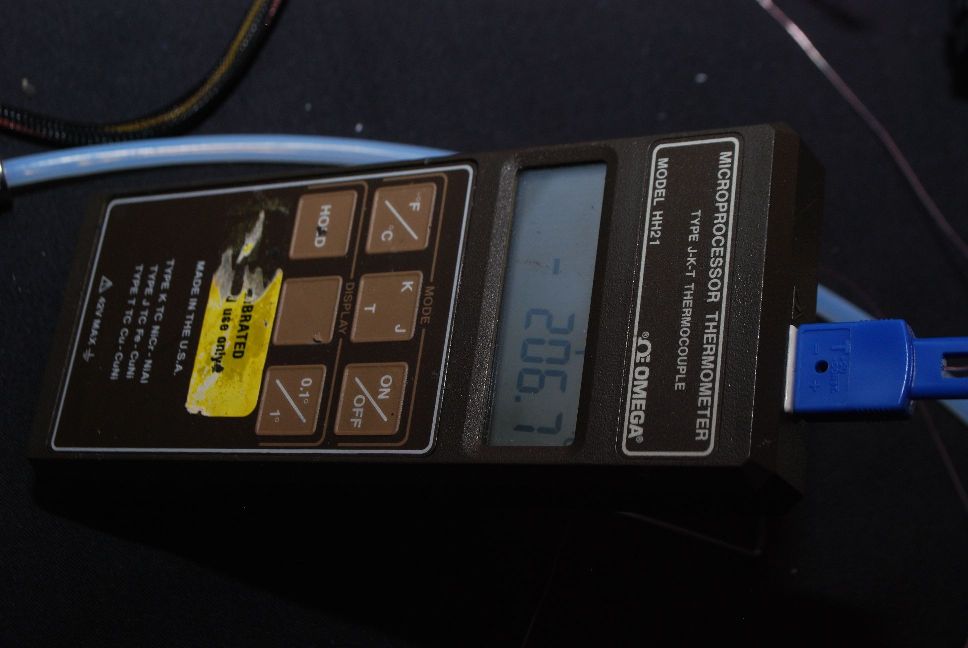 MICROPROCESSOR THERMOMETER
TYPE J-K-T THERMOCOUPLE
MODEL HH21
Ω OMEGA®
- 206.7°
MODE
°F/°C
K J
T
ON/OFF
DISPLAY
HOLD
0.1°/1°
IBRATED
use only
MADE IN THE U.S.A.
TYPE K TC NiCr - NiAl
TYPE J TC Fe - CuNi
TYPE T TC Cu - CuNi
60V MAX
- +